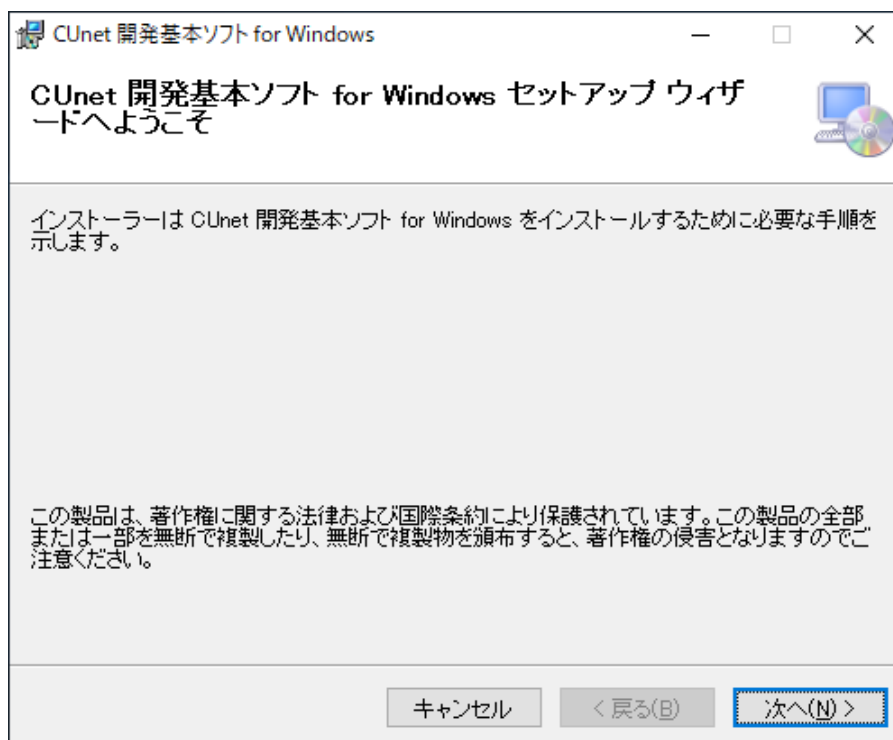 CUnet 開発基本ソフト for Windows
CUnet 開発基本ソフト for Windows セットアップ ウィザ
ードへようこそ
インストーラーは CUnet 開発基本ソフト for Windows をインストールするために必要な手順を
示します。
この製品は、著作権に関する法律および国際条約により保護されています。この製品の全部
または一部を無断で複製したり、無断で複製物を頒布すると、著作権の侵害となりますのでご
注意ください。
キャンセル < 戻る(B) 次へ(N) >